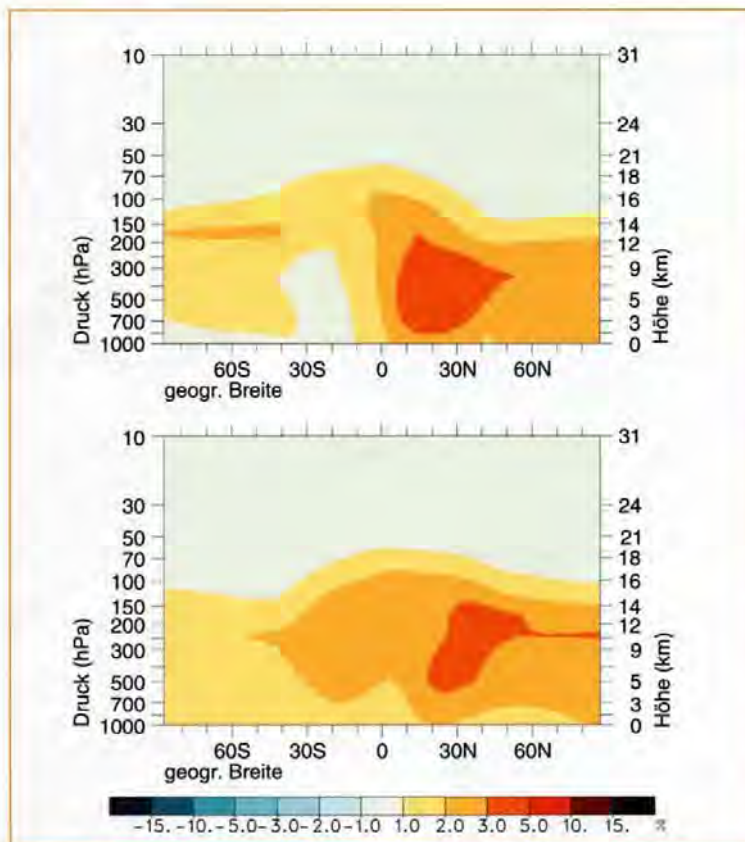 10 31
30 24
50 21
70 18
100 16
150 14
200 12
300 9
500 5
700 3
1000 0
Druck (hPa)
Höhe (km)
60S 30S 0 30N 60N
geogr. Breite
10 31
30 24
50 21
70 18
100 16
150 14
200 12
300 9
500 5
700 3
1000 0
Druck (hPa)
Höhe (km)
60S 30S 0 30N 60N
geogr. Breite
-15. -10. -5.0 -3.0 -2.0 -1.0 1.0 2.0 3.0 5.0 10. 15. %